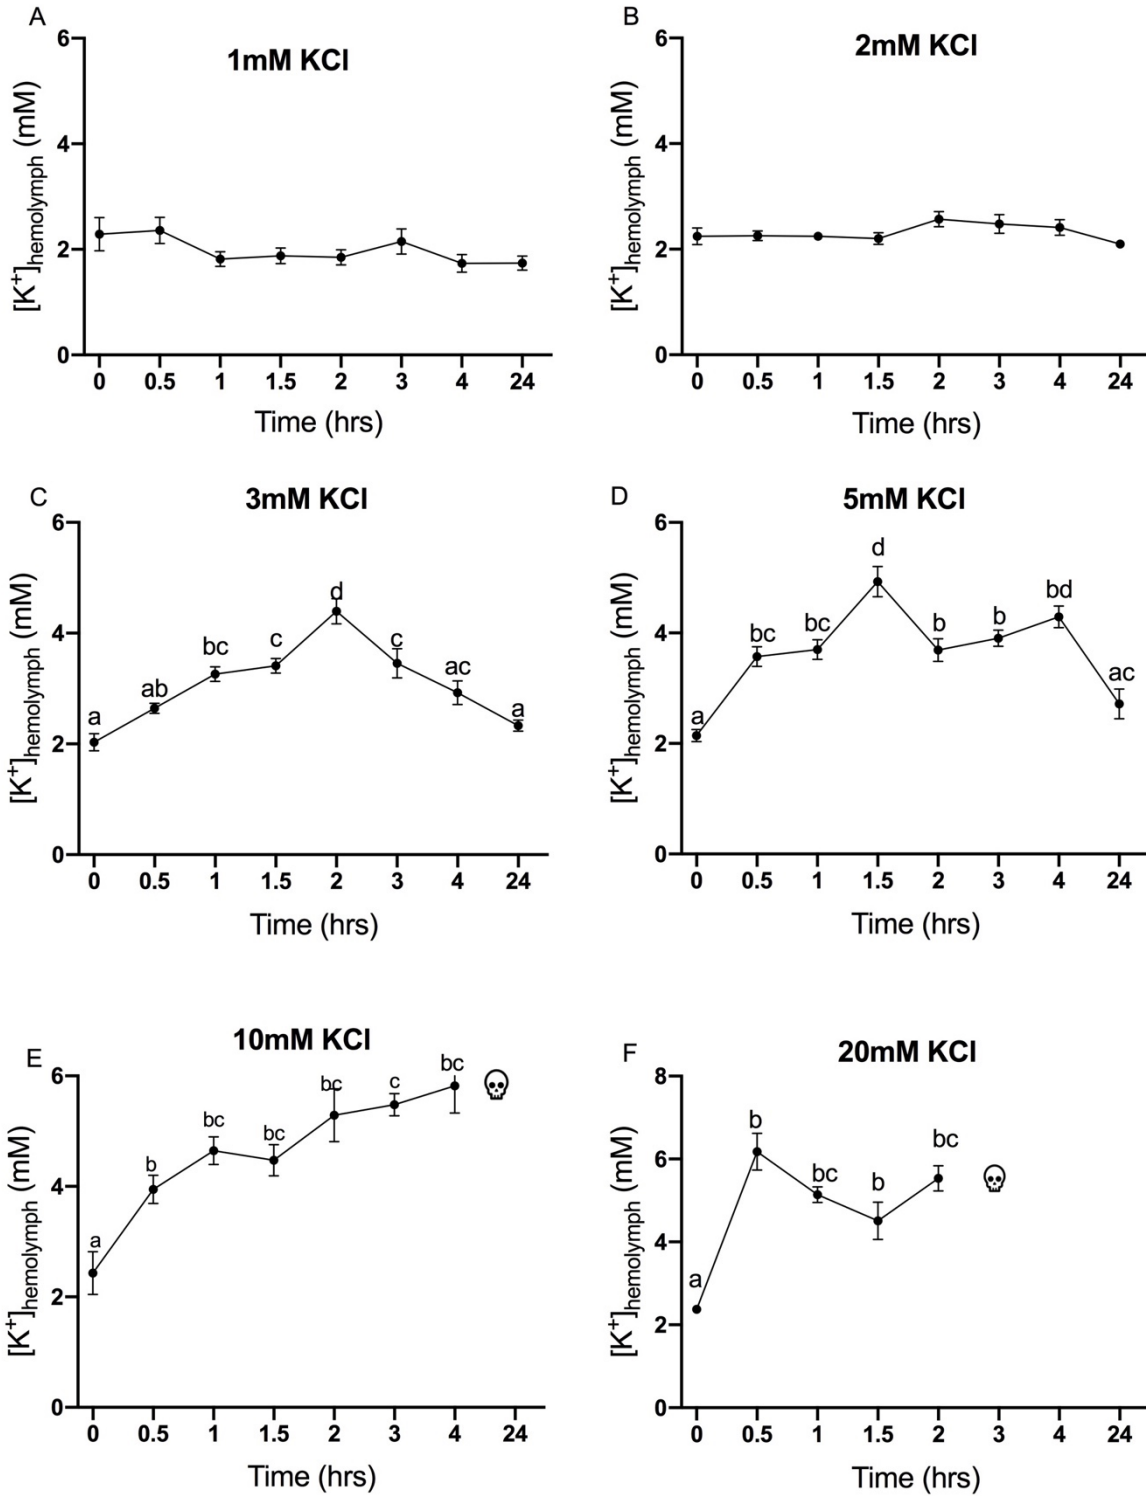 A
1mM KCl
[K+]hemolymph (mM)
6
4
2
0
0 0.5 1 1.5 2 3 4 24
Time (hrs)
B
2mM KCl
[K+]hemolymph (mM)
6
4
2
0
0 0.5 1 1.5 2 3 4 24
Time (hrs)
C
3mM KCl
[K+]hemolymph (mM)
6
4
2
0
a ab bc c d c ac a
0 0.5 1 1.5 2 3 4 24
Time (hrs)
D
5mM KCl
[K+]hemolymph (mM)
6
4
2
0
a bc bc d b b bd ac
0 0.5 1 1.5 2 3 4 24
Time (hrs)
E
10mM KCl
[K+]hemolymph (mM)
6
4
2
0
a b bc bc bc c bc
0 0.5 1 1.5 2 3 4 24
Time (hrs)
F
20mM KCl
[K+]hemolymph (mM)
8
6
4
2
0
a b bc b bc
0 0.5 1 1.5 2 3 4 24
Time (hrs)